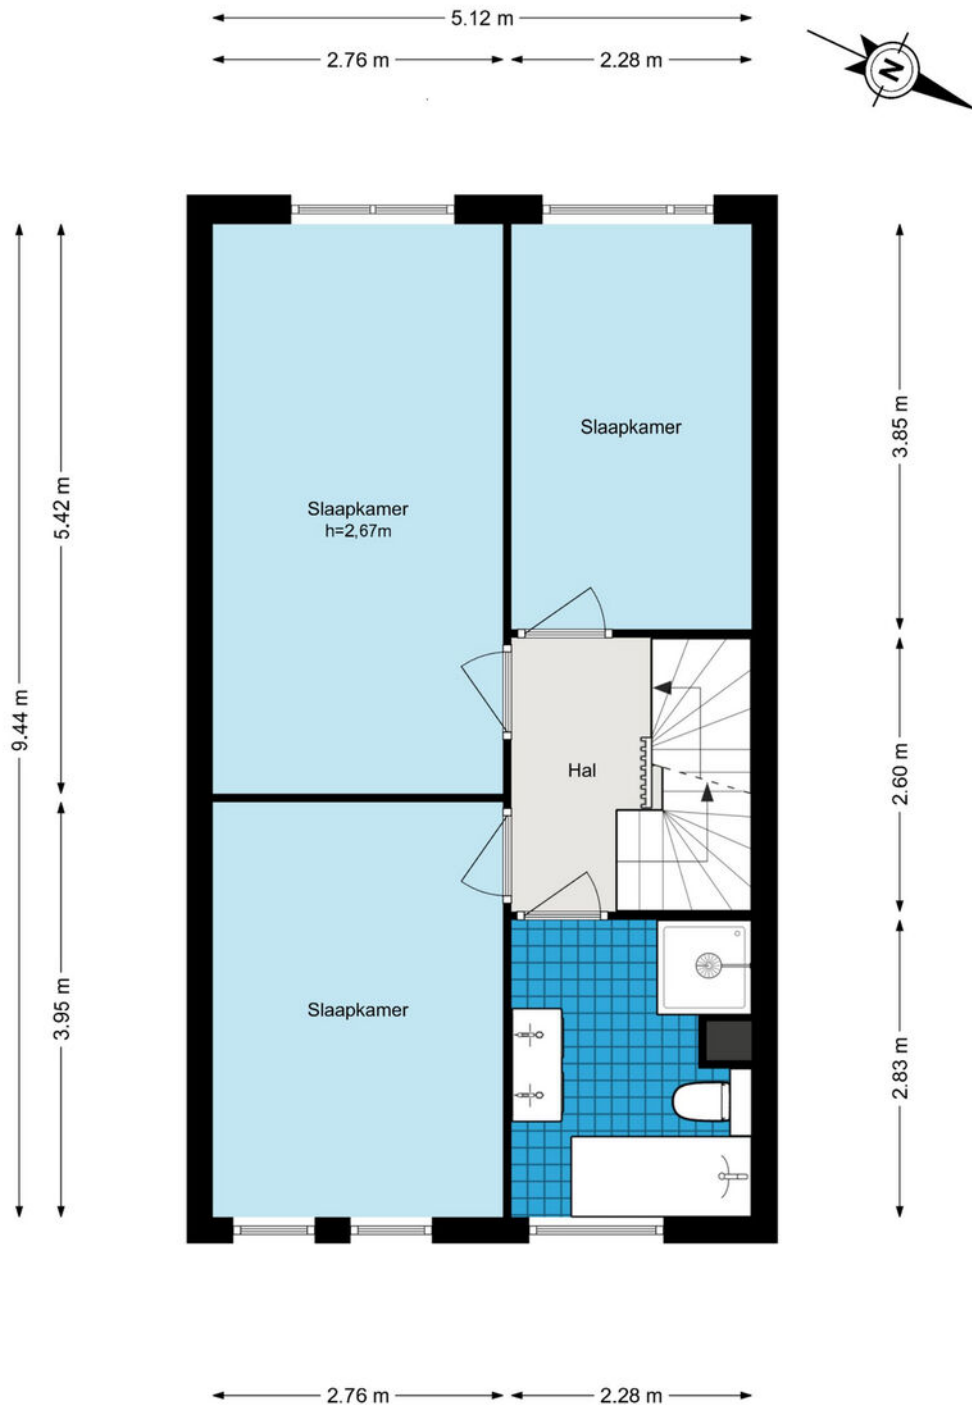 5.12 m
2.76 m
2.28 m
N
5.42 m
9.44 m
3.95 m
3.85 m
2.60 m
2.83 m
Slaapkamer
Slaapkamer
h=2,67m
Hal
Slaapkamer
2.76 m
2.28 m